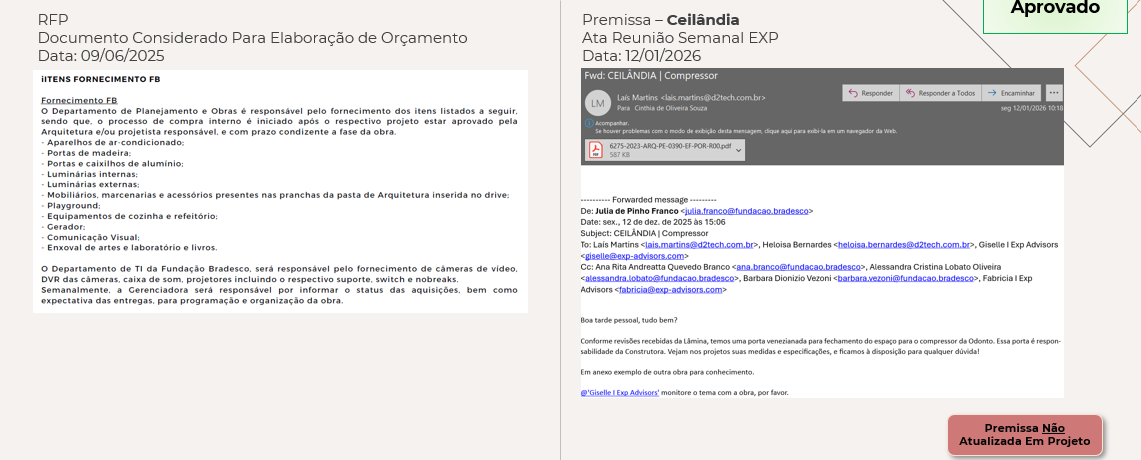 RFP
Documento Considerado Para Elaboração de Orçamento
Data: 09/06/2025
iITENS FORNECIMENTO FB
Fornecimento FB
O Departamento de Planejamento e Obras é responsável pelo fornecimento dos itens listados a seguir,
sendo que, o processo de compra interno é iniciado após o respectivo projeto estar aprovado pela
Arquitetura e/ou projetista responsável, e com prazo condizente a fase da obra.
- Aparelhos de ar-condicionado;
- Portas de madeira;
- Portas e caixilhos de alumínio;
- Luminárias internas;
- Luminárias externas;
- Mobiliários, marcenarias e acessórios presentes nas pranchas da pasta de Arquitetura inserida no drive;
- Playground;
- Equipamentos de cozinha e refeitório;
- Gerador;
- Comunicação Visual;
- Enxoval de artes e laboratório e livros.
O Departamento de TI da Fundação Bradesco, será responsável pelo fornecimento de câmeras de vídeo,
DVR das câmeras, caixa de som, projetores incluindo o respectivo suporte, switch e nobreaks.
Semanalmente, a Gerenciadora será responsável por informar o status das aquisições, bem como
expectativa das entregas, para programação e organização da obra.
Aprovado
Premissa – Ceilândia
Ata Reunião Semanal EXP
Data: 12/01/2026
Fwd: CEILÂNDIA | Compressor
LM
Laís Martins <lais.martins@d2tech.com.br>
Para Cinthia de Oliveira Souza
Responder
Responder a Todos
Encaminhar
seg 12/01/2026 10:18
Acompanhar.
Se houver problemas com o modo de exibição desta mensagem, clique aqui para exibi-la em um navegador da Web.
6275-2023-ARQ-PE-0390-EF-POR-R00.pdf
587 KB
---------- Forwarded message ---------
De: Julia de Pinho Franco <julia.franco@fundacao.bradesco>
Date: sex., 12 de dez. de 2025 às 15:06
Subject: CEILÂNDIA | Compressor
To: Laís Martins <lais.martins@d2tech.com.br>, Heloisa Bernardes <heloisa.bernardes@d2tech.com.br>, Giselle I Exp Advisors
<giselle@exp-advisors.com>
Cc: Ana Rita Andreatta Quevedo Branco <ana.branco@fundacao.bradesco>, Alessandra Cristina Lobato Oliveira
<alessandra.lobato@fundacao.bradesco>, Barbara Dionizio Vezoni <barbara.vezoni@fundacao.bradesco>, Fabricia I Exp
Advisors <fabricia@exp-advisors.com>
Boa tarde pessoal, tudo bem?
Conforme revisões recebidas da Lâmina, temos uma porta venezianada para fechamento do espaço para o compressor da Odonto. Essa porta é respon-
sabilidade da Construtora. Vejam nos projetos suas medidas e especificações, e ficamos à disposição para qualquer dúvida!
Em anexo exemplo de outra obra para conhecimento.
@'Giselle I Exp Advisors' monitore o tema com a obra, por favor.
Premissa Não
Atualizada Em Projeto